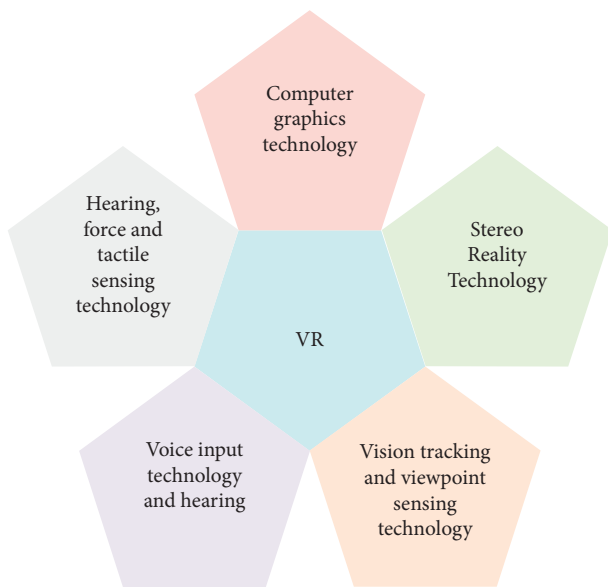 Computer
graphics
technology
Hearing,
force and
tactile
sensing
technology
Stereo
Reality
Technology
VR
Voice input
technology
and hearing
Vision tracking
and viewpoint
sensing
technology